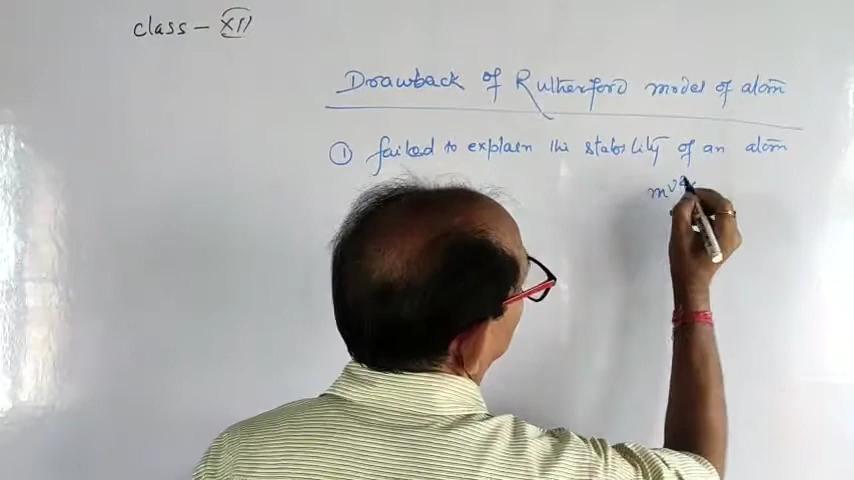 class - XII
Drawback of Rutherford model of atom
① failed to explain the stability of an atom
mv²